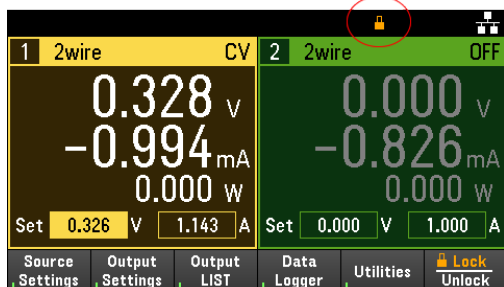 1 2wire CV
0.328 V
-0.994 mA
0.000 W
Set 0.326 V 1.143 A
2 2wire OFF
0.000 V
-0.826 mA
0.000 W
Set 0.000 V 1.000 A
Source Settings
Output Settings
Output LIST
Data Logger
Utilities
Lock Unlock